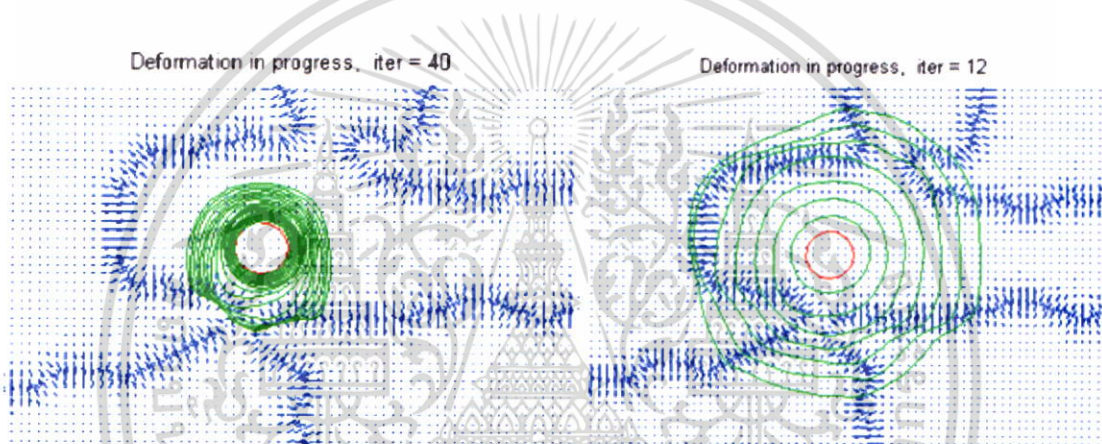 Deformation in progress, iter = 40
Deformation in progress, iter = 12